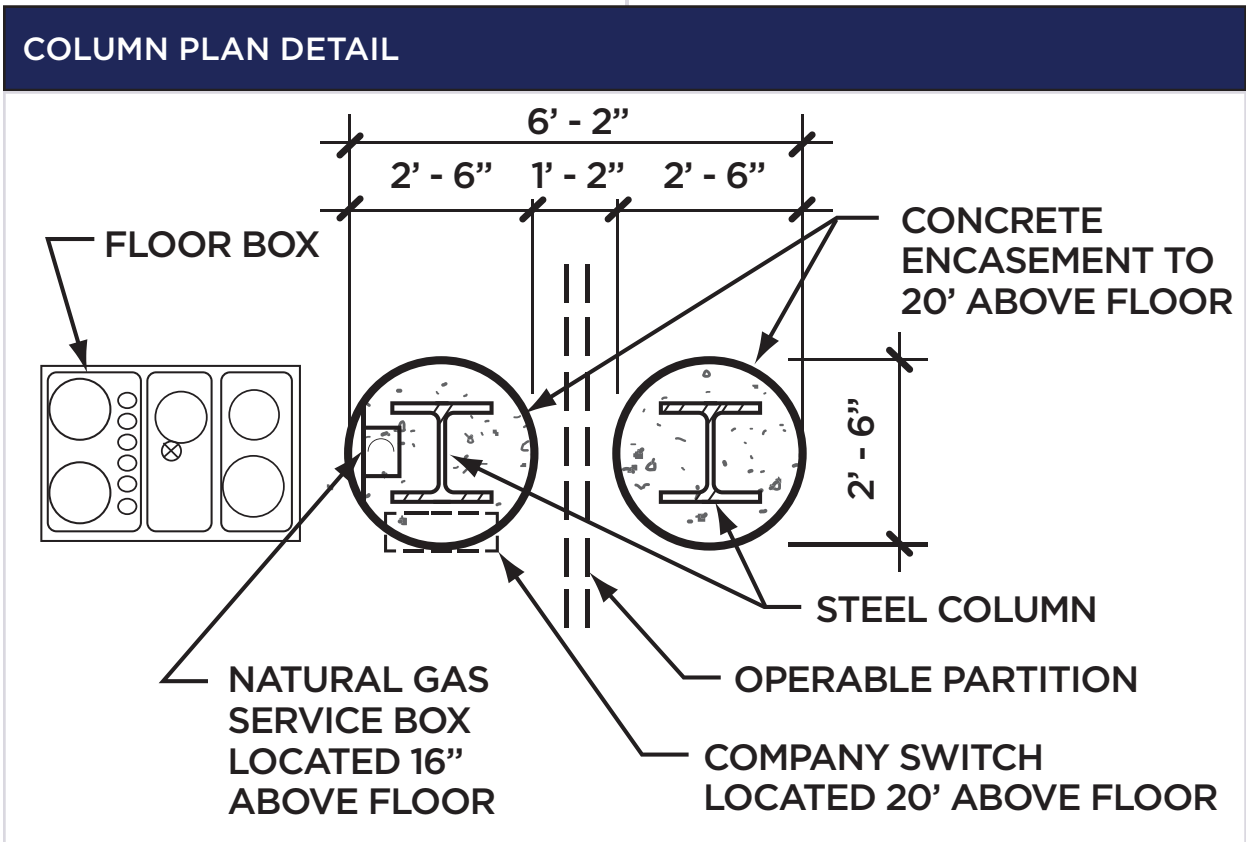 COLUMN PLAN DETAIL
6’ - 2”
2’ - 6” 1’ - 2” 2’ - 6”
FLOOR BOX
CONCRETE
ENCASEMENT TO
20’ ABOVE FLOOR
2’ - 6”
STEEL COLUMN
OPERABLE PARTITION
NATURAL GAS
SERVICE BOX
LOCATED 16”
ABOVE FLOOR
COMPANY SWITCH
LOCATED 20’ ABOVE FLOOR